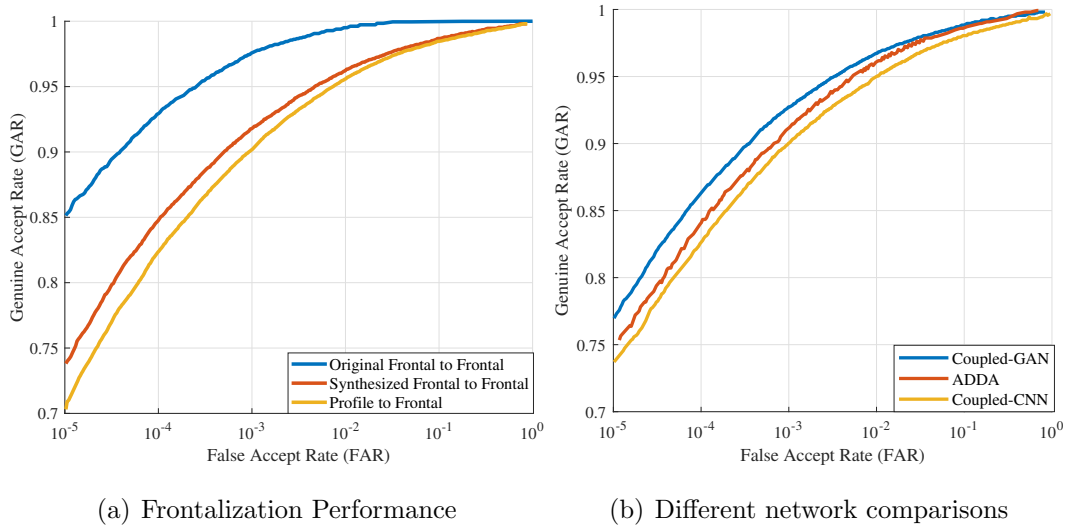 1
0.95
0.9
0.85
0.8
0.75
0.7
Genuine Accept Rate (GAR)
Original Frontal to Frontal
Synthesized Frontal to Frontal
Profile to Frontal
10^-5 10^-4 10^-3 10^-2 10^-1 10^0
False Accept Rate (FAR)
(a) Frontalization Performance
1
0.95
0.9
0.85
0.8
0.75
0.7
Genuine Accept Rate (GAR)
Coupled-GAN
ADDA
Coupled-CNN
10^-5 10^-4 10^-3 10^-2 10^-1 10^0
False Accept Rate (FAR)
(b) Different network comparisons